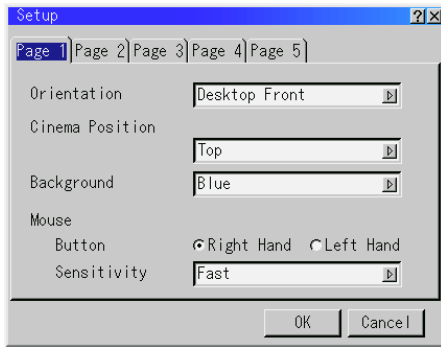 Setup
Page 1 Page 2 Page 3 Page 4 Page 5
Orientation Desktop Front
Cinema Position
Top
Background Blue
Mouse
Button Right Hand Left Hand
Sensitivity Fast
OK Cancel